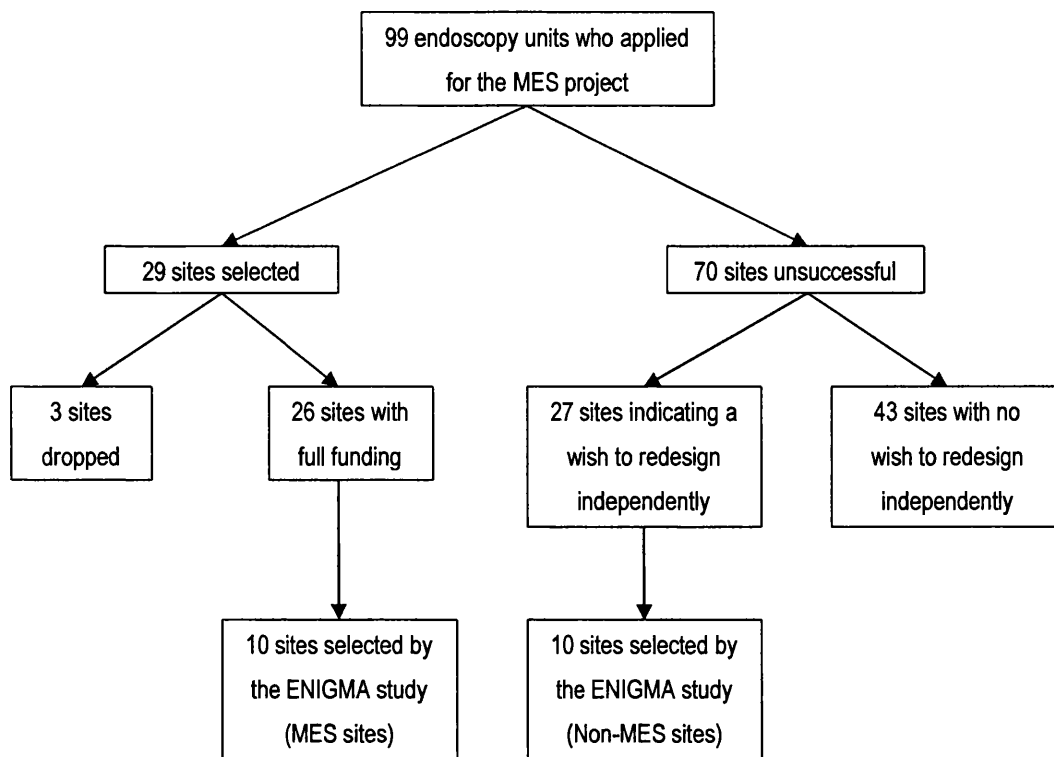 99 endoscopy units who applied
for the MES project
29 sites selected
70 sites unsuccessful
3 sites
dropped
26 sites with
full funding
27 sites indicating a
wish to redesign
independently
43 sites with no
wish to redesign
independently
10 sites selected by
the ENIGMA study
(MES sites)
10 sites selected by
the ENIGMA study
(Non-MES sites)